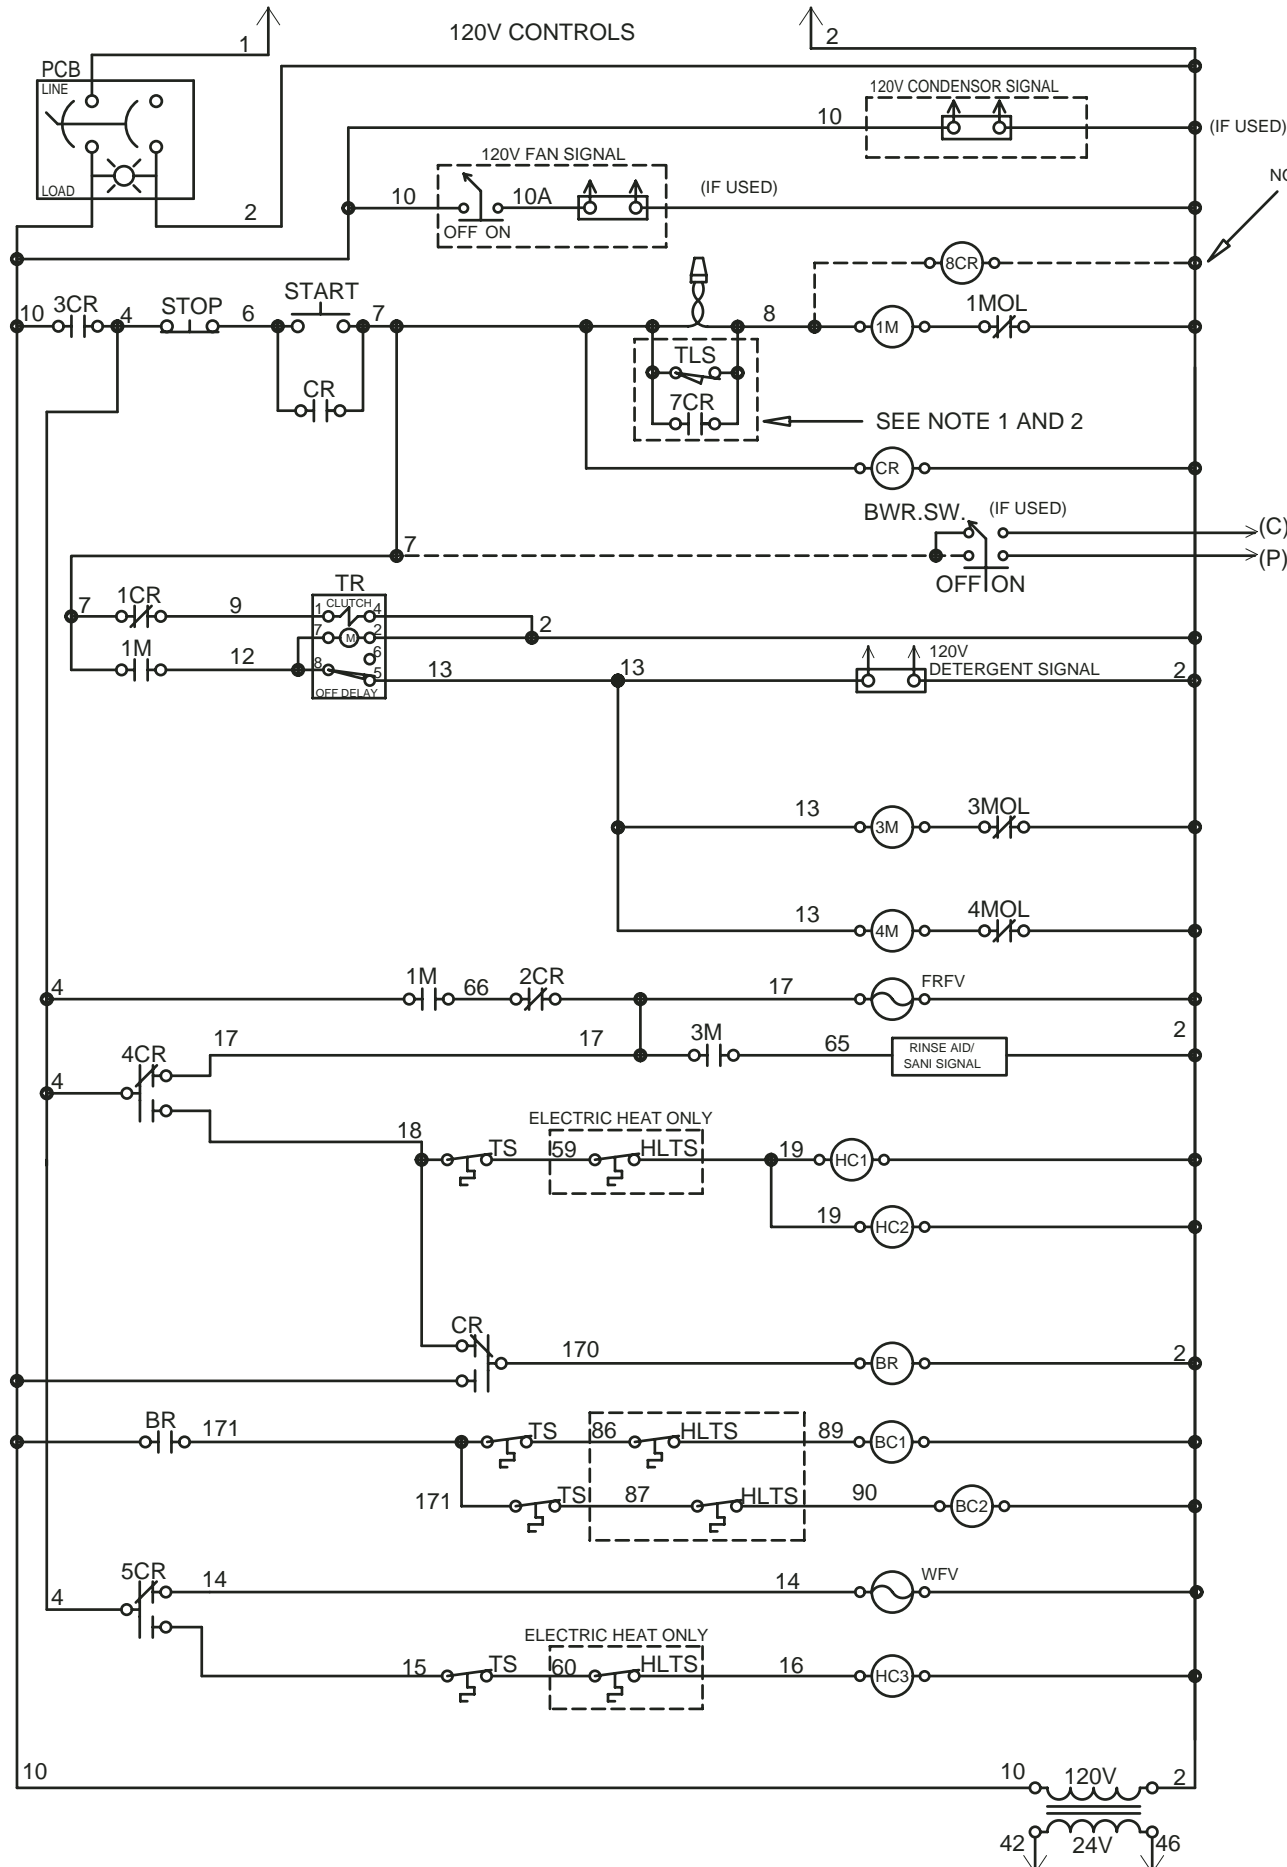 120V CONTROLS
1
2
PCB
LINE
LOAD
2
120V CONDENSOR SIGNAL
10
(IF USED)
120V FAN SIGNAL
10
10A
(IF USED)
OFF ON
NO
8CR
10
3CR
4
STOP
6
START
7
8
1M
1MOL
CR
TLS
7CR
SEE NOTE 1 AND 2
CR
BWR.SW.
(IF USED)
(C)
(P)
OFF ON
7
TR
7
1CR
9
CLUTCH
1
4
7
M
2
2
6
1M
12
8
5
OFF DELAY
13
13
120V
DETERGENT SIGNAL
2
13
3M
3MOL
13
4M
4MOL
4
1M
66
2CR
17
FRFV
2
4CR
17
17
3M
65
RINSE AID/
SANI SIGNAL
4
ELECTRIC HEAT ONLY
18
TS
59
HLTS
19
HC1
19
HC2
CR
170
BR
2
BR
171
TS
86
HLTS
89
BC1
171
TS
87
HLTS
90
BC2
5CR
14
14
WFV
4
ELECTRIC HEAT ONLY
15
TS
60
HLTS
16
HC3
10
10
120V
2
42
24V
46